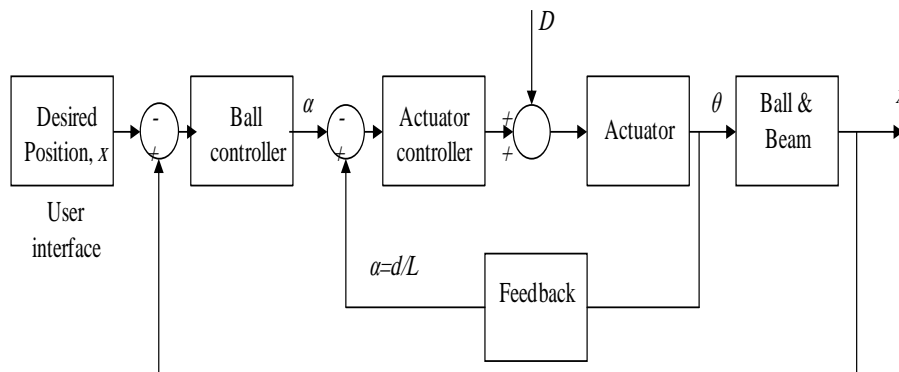 D
Desired
Position, x
-
+
Ball
controller
α
-
+
Actuator
controller
+
+
Actuator
θ
Ball &
Beam
User
interface
α=d/L
Feedback